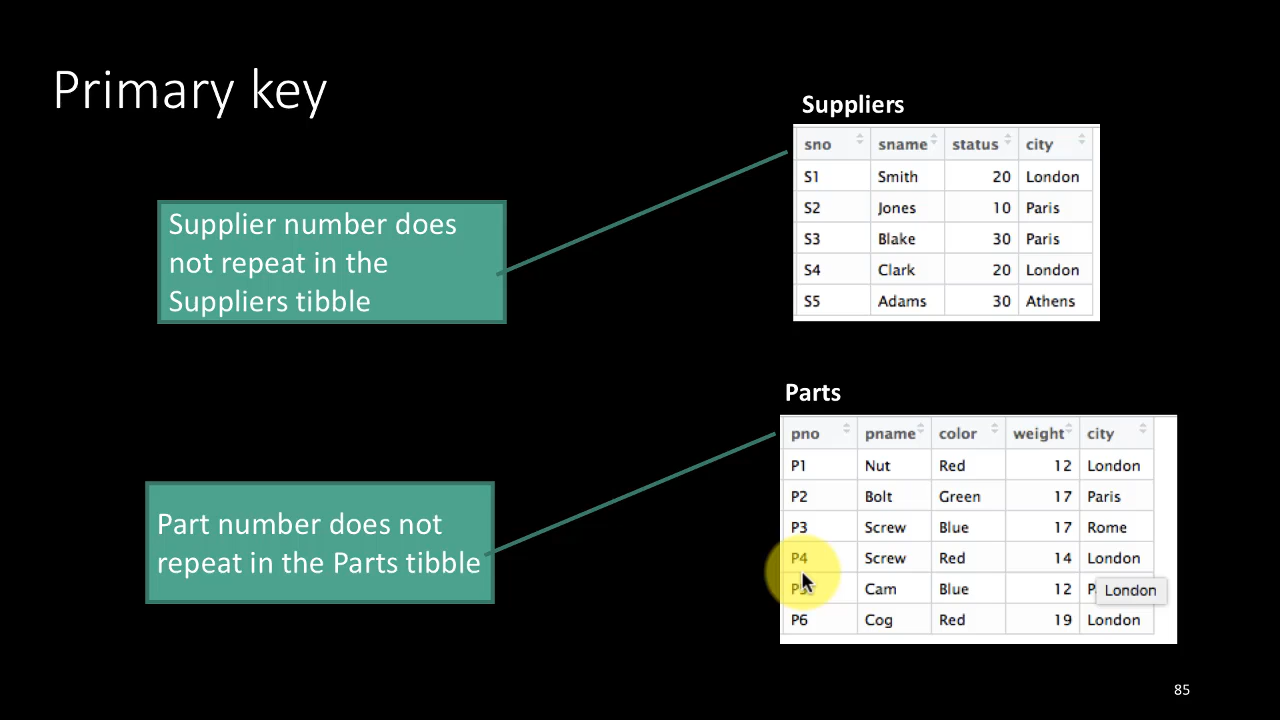 Primary key
Supplier number does
not repeat in the
Suppliers tibble
Suppliers
sno sname status city
S1 Smith 20 London
S2 Jones 10 Paris
S3 Blake 30 Paris
S4 Clark 20 London
S5 Adams 30 Athens
Part number does not
repeat in the Parts tibble
Parts
pno pname color weight city
P1 Nut Red 12 London
P2 Bolt Green 17 Paris
P3 Screw Blue 17 Rome
P4 Screw Red 14 London
P5 Cam Blue 12
London
P6 Cog Red 19 London
85